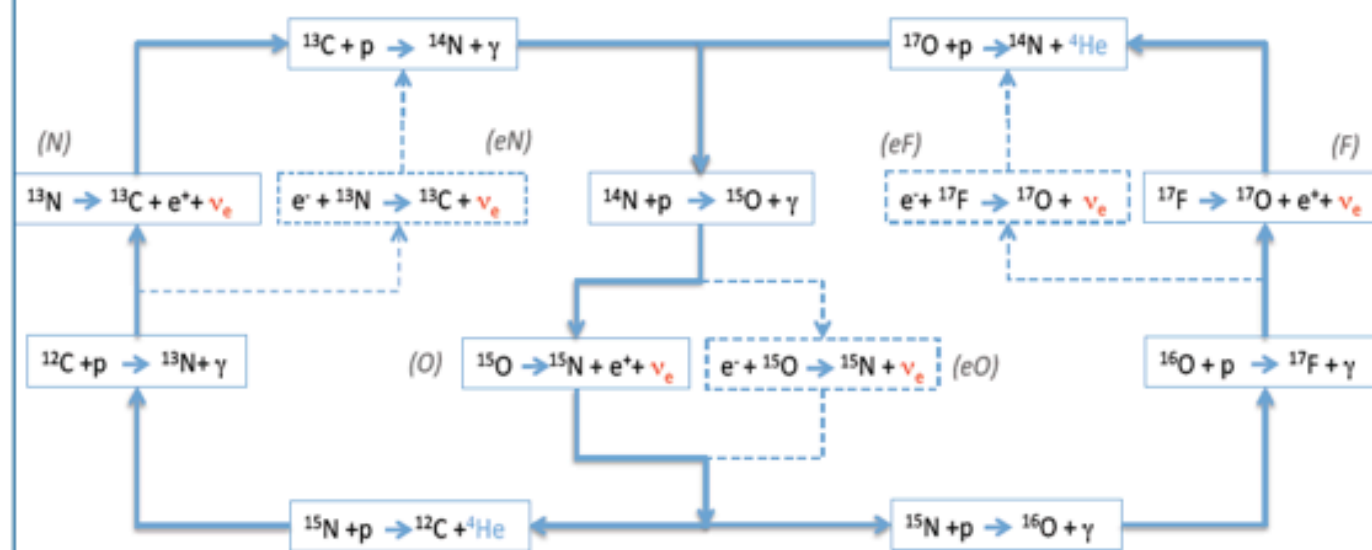 ¹³C + p → ¹⁴N + γ
¹⁷O +p →¹⁴N + ⁴He
(N)
(eN)
(eF)
(F)
¹³N → ¹³C + e⁺+ νₑ
e⁻ + ¹³N → ¹³C + νₑ
¹⁴N +p → ¹⁵O + γ
e⁻+ ¹⁷F → ¹⁷O + νₑ
¹⁷F → ¹⁷O + e⁺+ νₑ
¹²C +p → ¹³N+ γ
(O)
¹⁵O →¹⁵N + e⁺+ νₑ
e⁻+ ¹⁵O → ¹⁵N + νₑ
(eO)
¹⁶O + p → ¹⁷F + γ
¹⁵N +p → ¹²C +⁴He
¹⁵N +p → ¹⁶O + γ